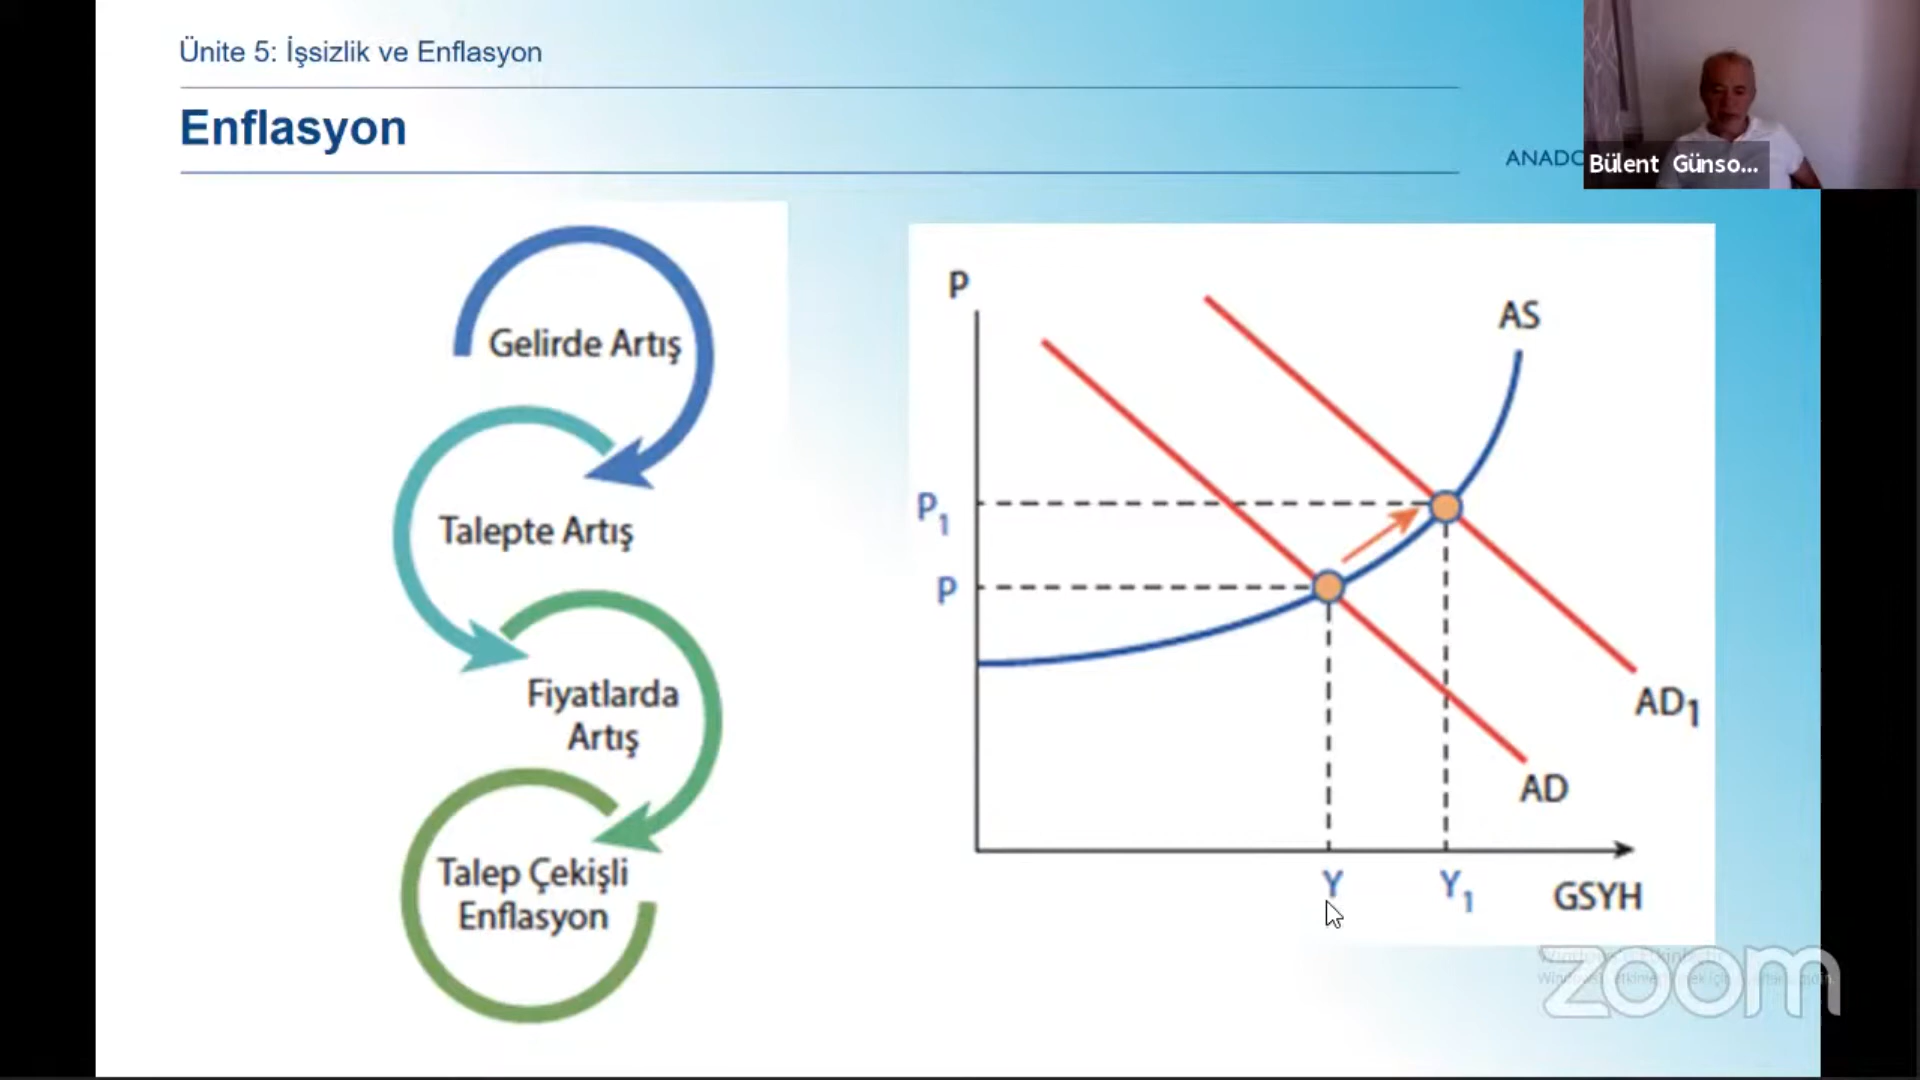 Ünite 5: İşsizlik ve Enflasyon
Enflasyon
Bülent Günso...
Gelirde Artış
Talepte Artış
Fiyatlarda
Artış
Talep Çekişli
Enflasyon
P
AS
P1
P
AD1
AD
Y
Y1
GSYH
zoom